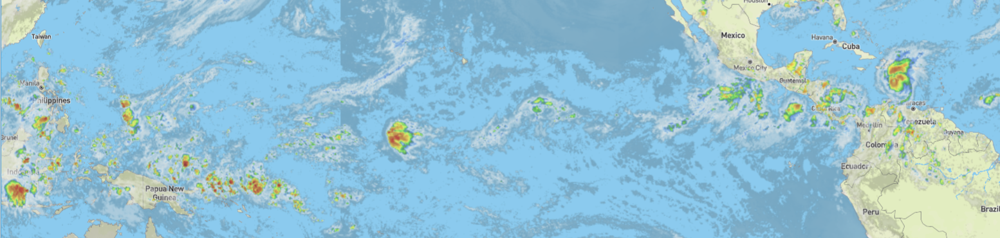 Houston
Taiwan
Mexico
Havana
Cuba
Mexico City
Manila
Philippines
Guatemala
Costa Rica
Caracas
Medellín
Venezuela
Guyana
Brunei
Colombia
Ecuador
Indonesia
Papua New
Guinea
Peru
Brazil